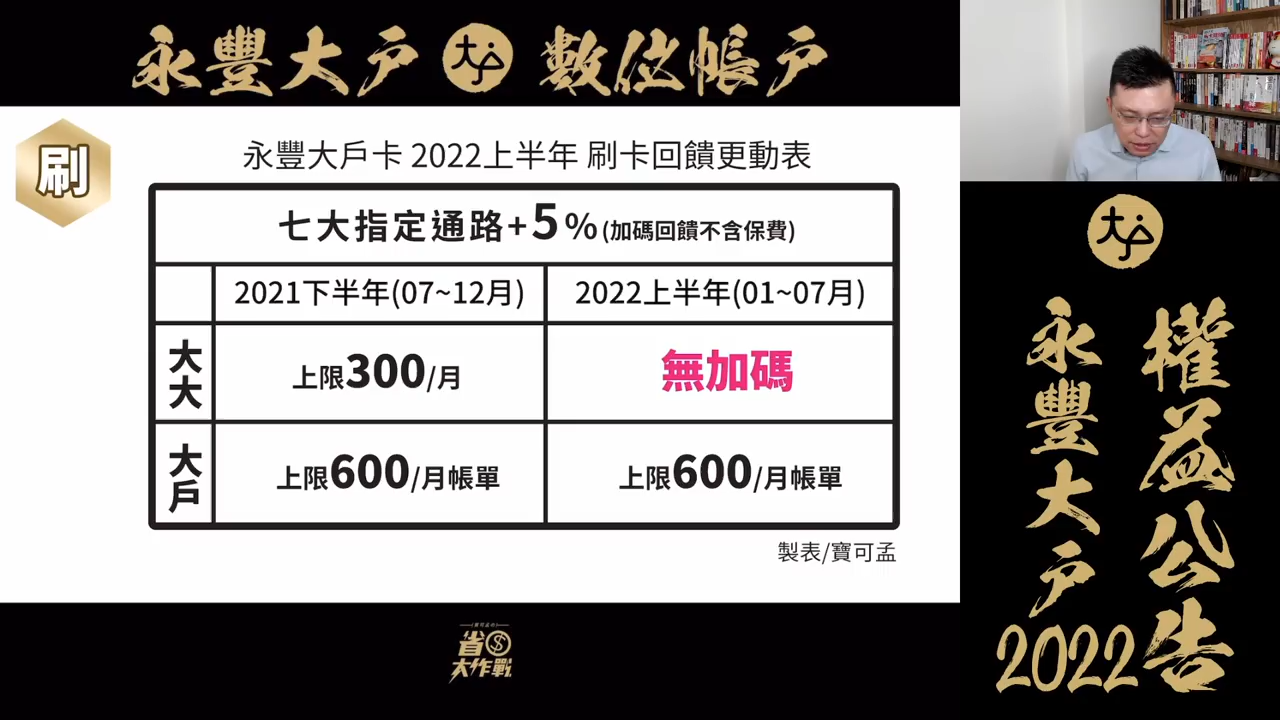 永豐大戶 大戶 數位帳戶
刷
永豐大戶卡 2022上半年 刷卡回饋更動表
七大指定通路+5%(加碼回饋不含保費)
2021下半年(07~12月) 2022上半年(01~07月)
大大 上限300/月 無加碼
大戶 上限600/月帳單 上限600/月帳單
製表/寶可孟
省$
大作戰
大戶
權益公告
永豐大戶
2022